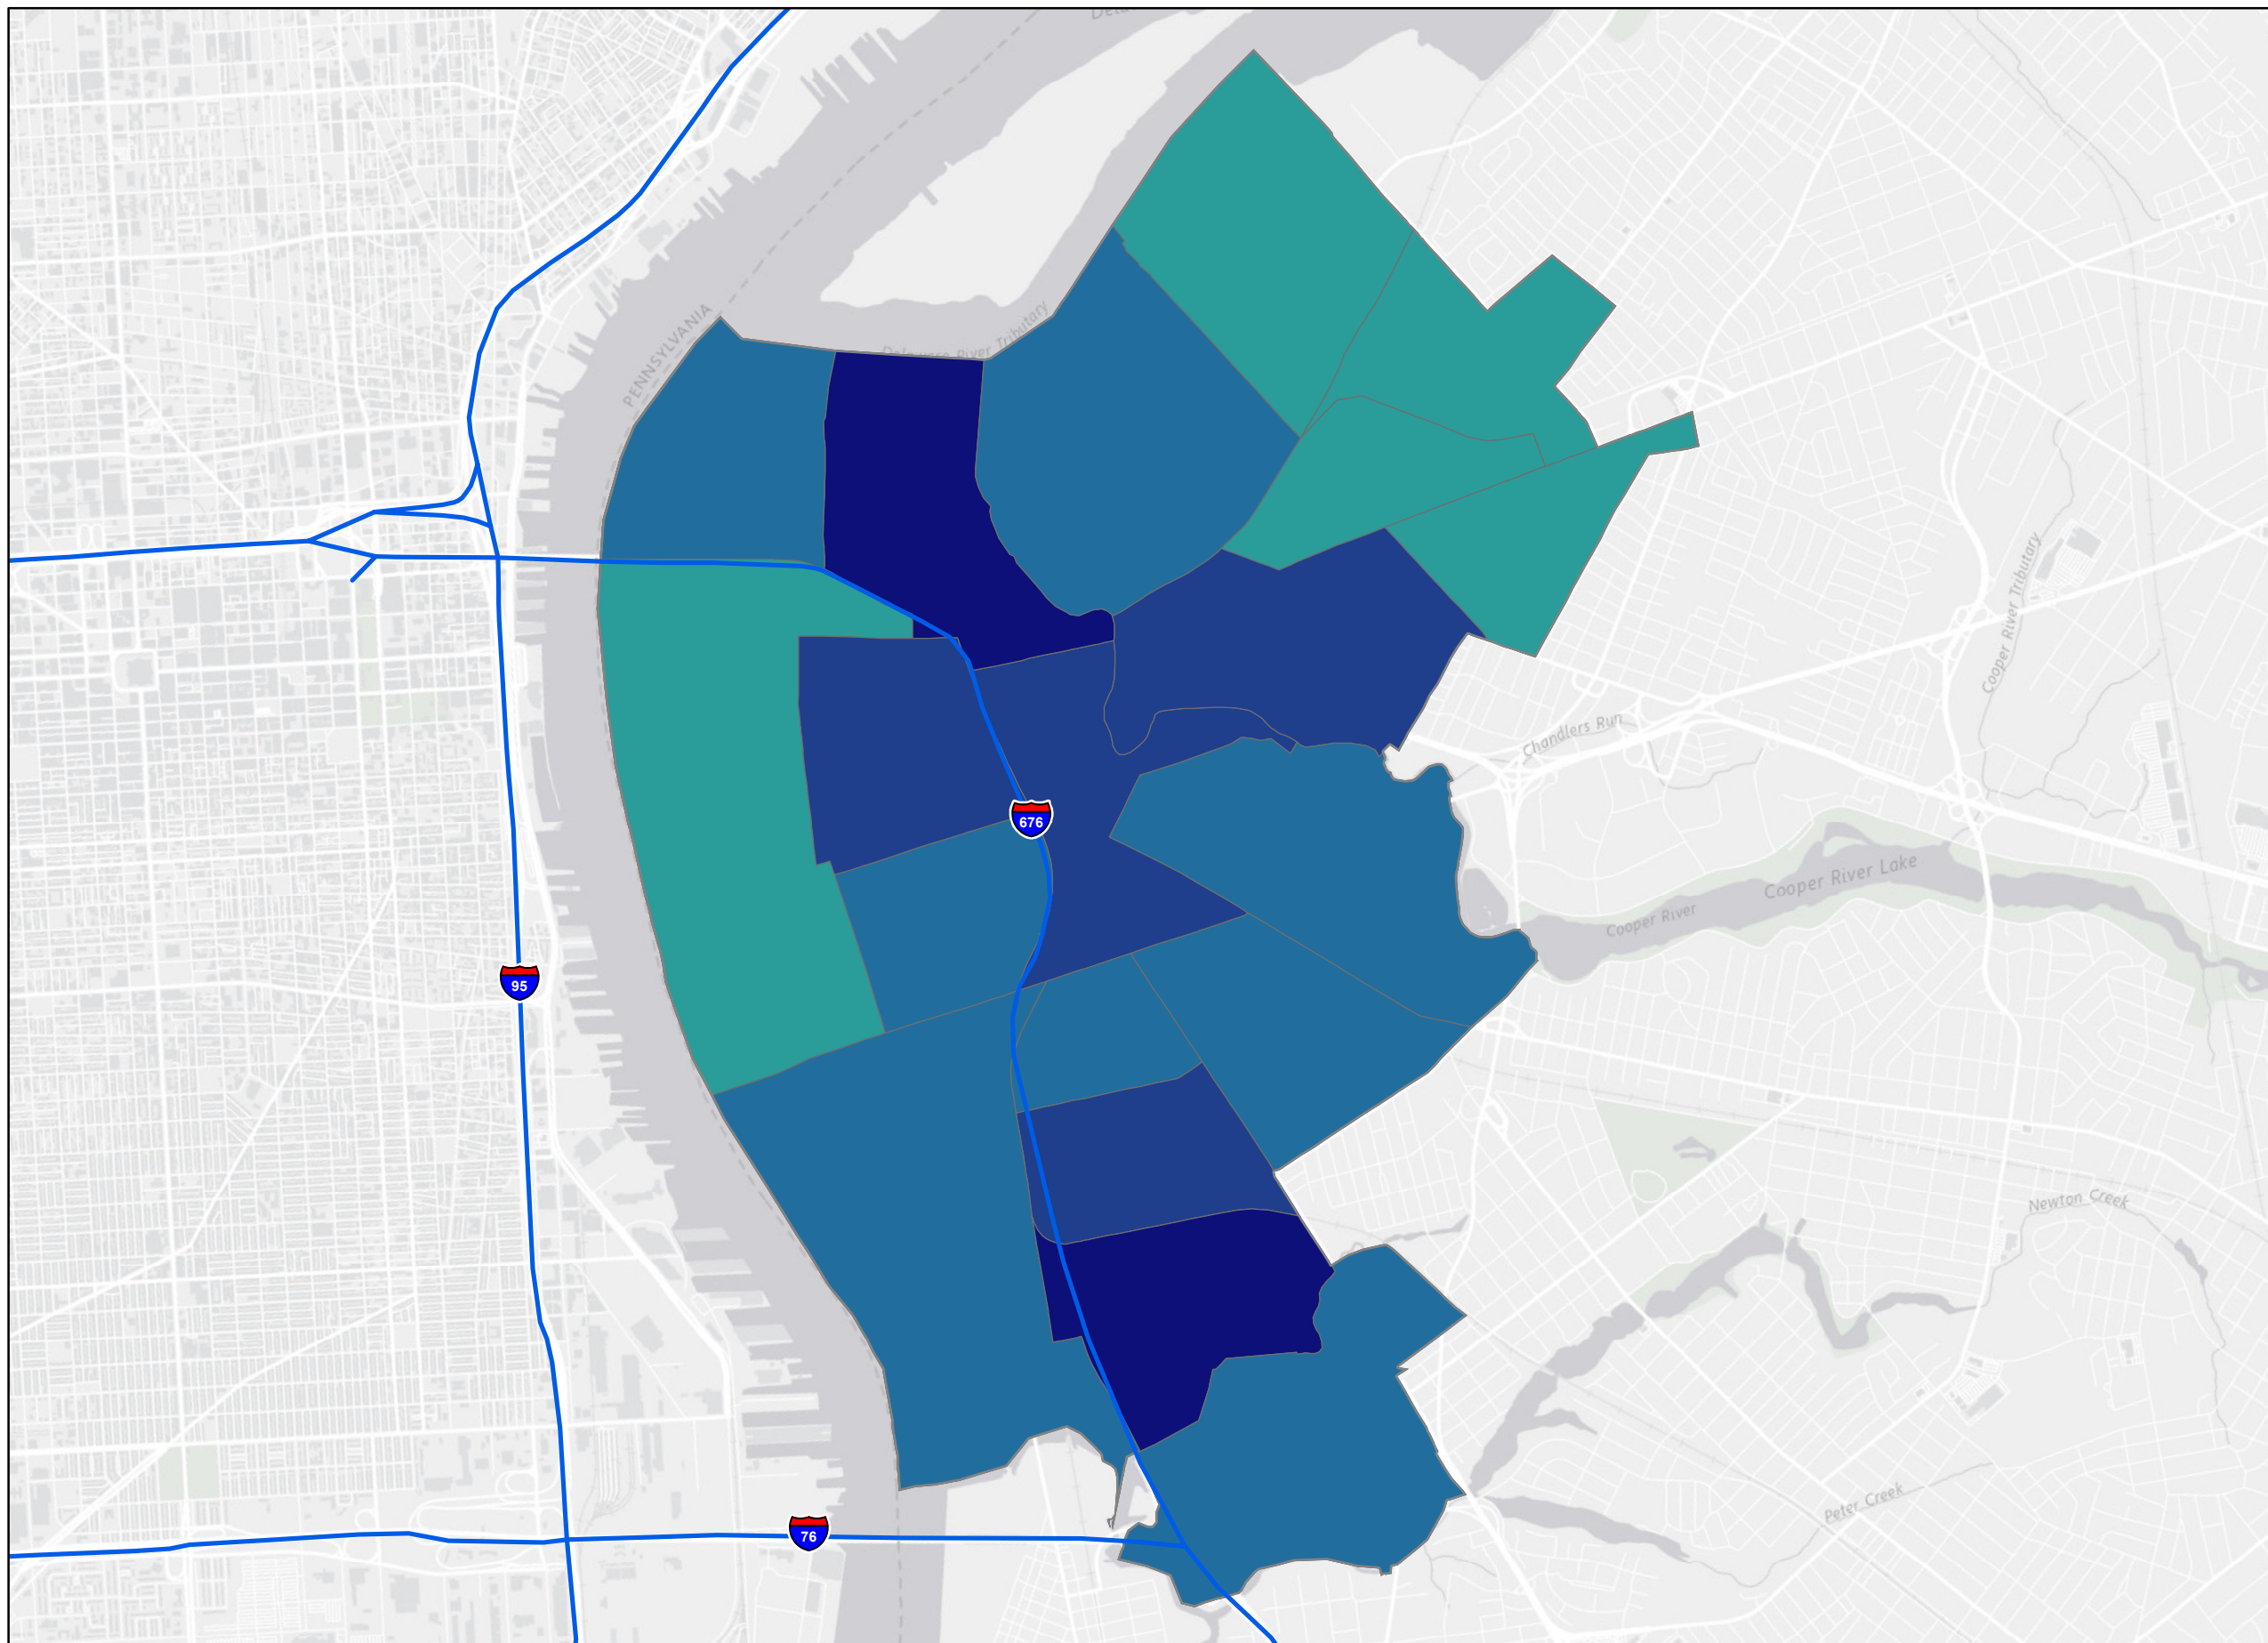 PENNSYLVANIA
Delaware River Tributary
Cooper River Tributary
Chandlers Run
676
Cooper River Lake
Cooper River
95
Newton Creek
Peter Creek
76